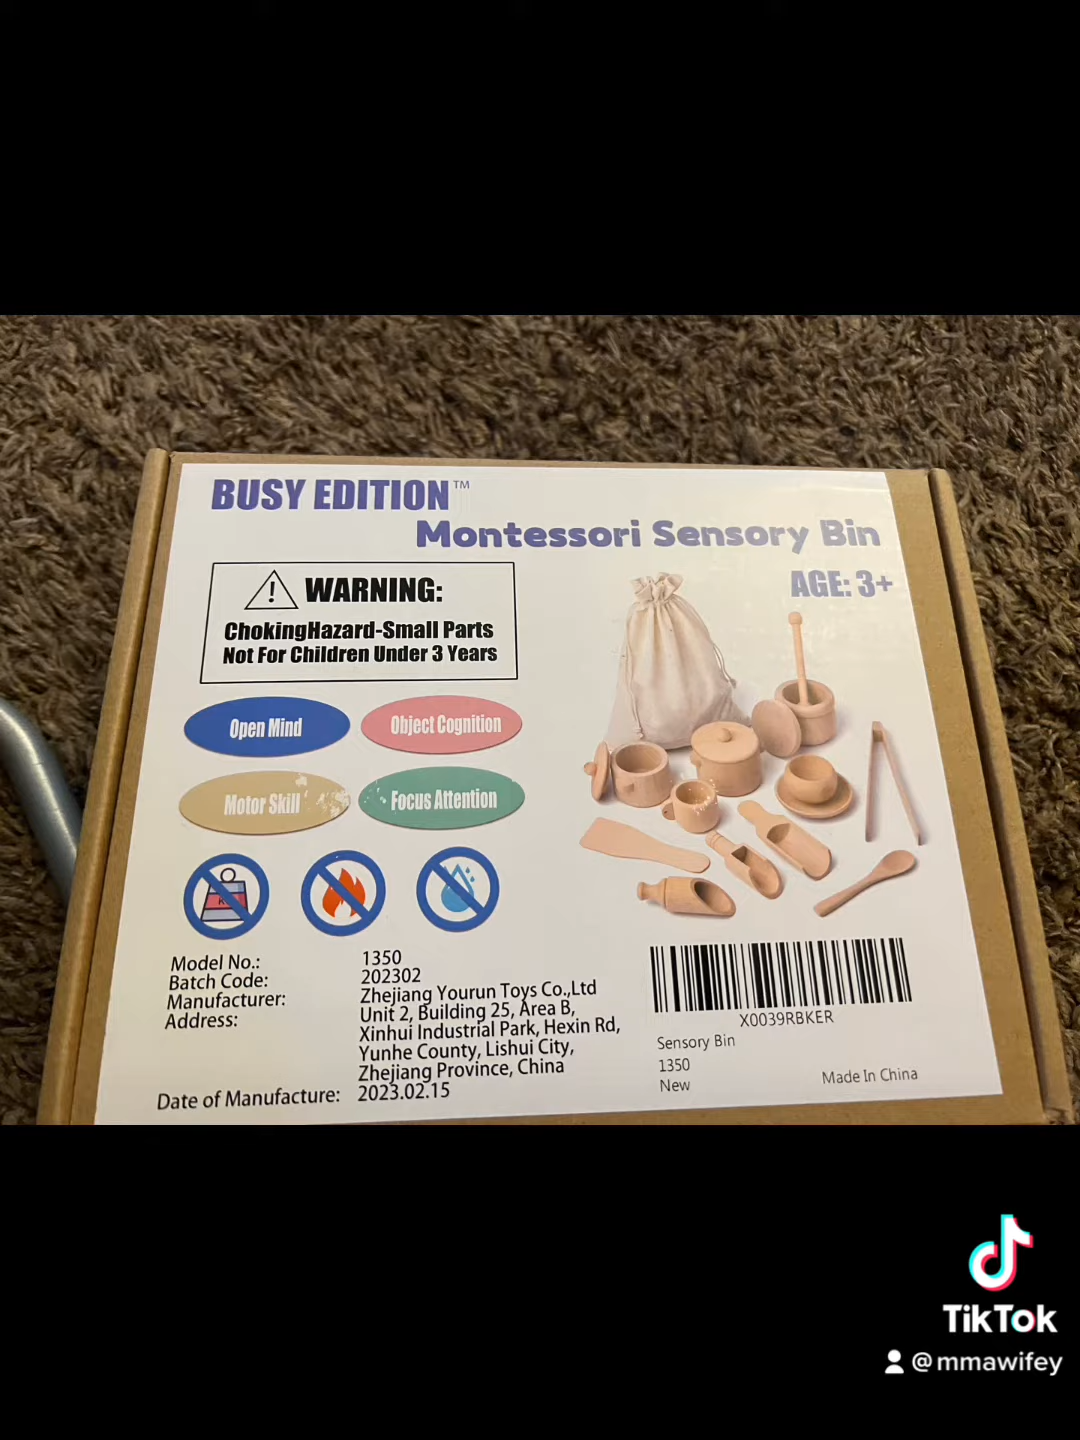 BUSY EDITION™
Montessori Sensory Bin
AGE: 3+
WARNING:
ChokingHazard-Small Parts
Not For Children Under 3 Years
Open Mind
Object Cognition
Motor Skill
Focus Attention
Model No.: 1350
Batch Code: 202302
Manufacturer: Zhejiang Yourun Toys Co.,Ltd
Address: Unit 2, Building 25, Area B,
Xinhui Industrial Park, Hexin Rd,
Yunhe County, Lishui City,
Zhejiang Province, China
Date of Manufacture: 2023.02.15
X0039RBKER
Sensory Bin
1350
New
Made In China
TikTok
@mmawifey